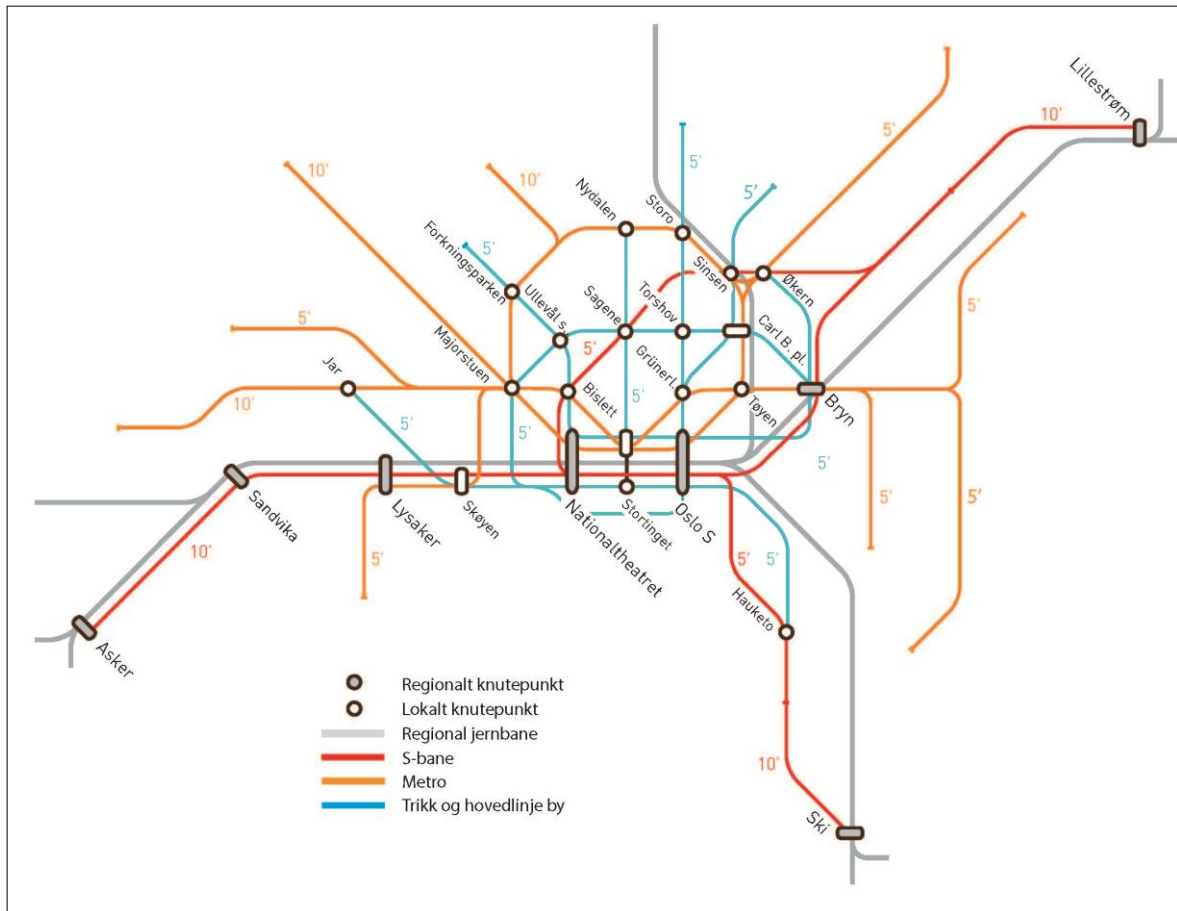 Lillestrøm
10'
5'
10'
10'
5'
5'
Nydalen
Storo
5'
Forkningsparken
Ullevål s.
Sagene
Torshov
Sinsen
Økern
5'
5'
Jar
Majorstuen
5'
Grünerl.
Carl B. pl.
10'
5'
5'
Bislett
5'
Tøyen
Bryn
5'
5'
5'
Sandvika
Lysaker
Skøyen
Nationaltheatret
Stortinget
Oslo S
10'
5'
5'
5'
Hauketo
Asker
10'
Ski
Regionalt knutepunkt
Lokalt knutepunkt
Regional jernbane
S-bane
Metro
Trikk og hovedlinje by